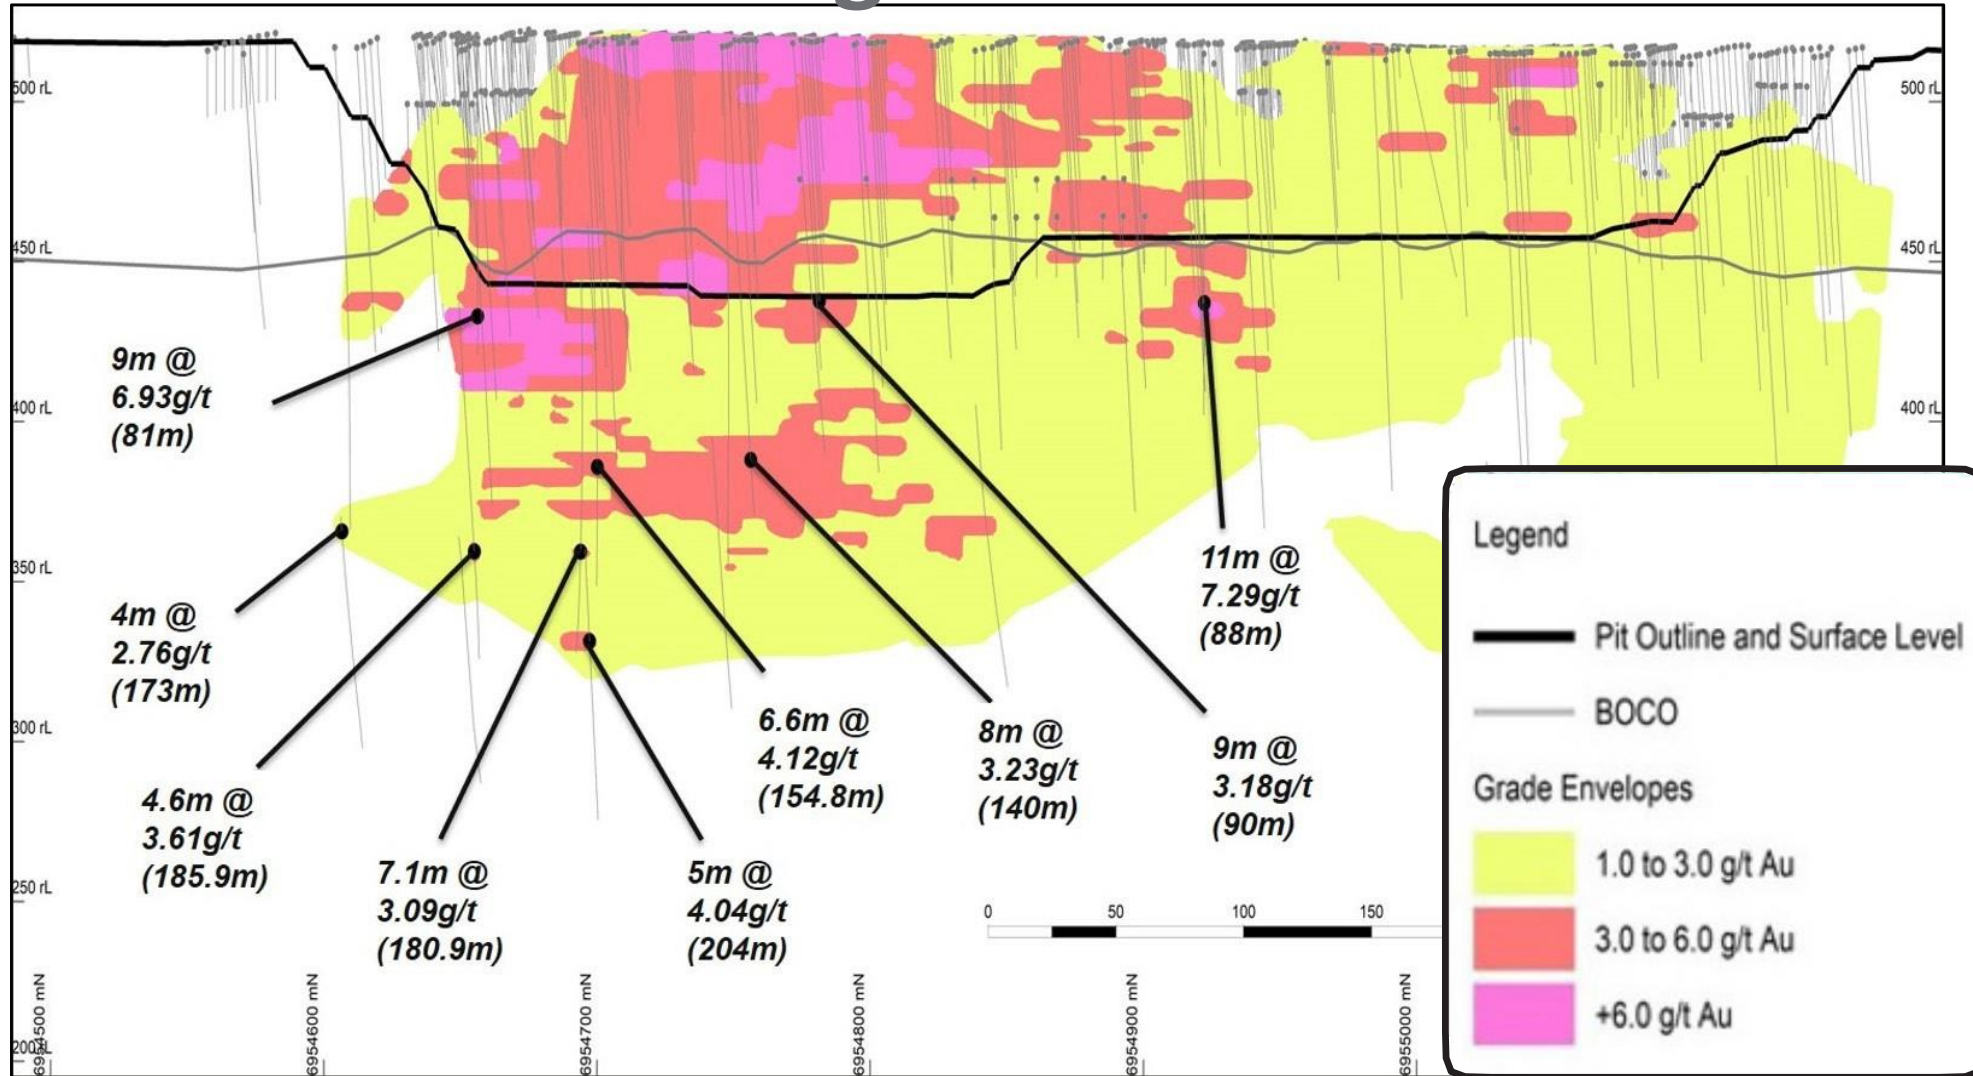 500 rL
500 rL
450 rL
450 rL
400 rL
400 rL
350 rL
300 rL
250 rL
200 rL
9m @
6.93g/t
(81m)
4m @
2.76g/t
(173m)
4.6m @
3.61g/t
(185.9m)
7.1m @
3.09g/t
(180.9m)
5m @
4.04g/t
(204m)
6.6m @
4.12g/t
(154.8m)
8m @
3.23g/t
(140m)
9m @
3.18g/t
(90m)
11m @
7.29g/t
(88m)
0 50 100 150
6954500 mN
6954600 mN
6954700 mN
6954800 mN
6954900 mN
6955000 mN
Legend
Pit Outline and Surface Level
BOCO
Grade Envelopes
1.0 to 3.0 g/t Au
3.0 to 6.0 g/t Au
+6.0 g/t Au